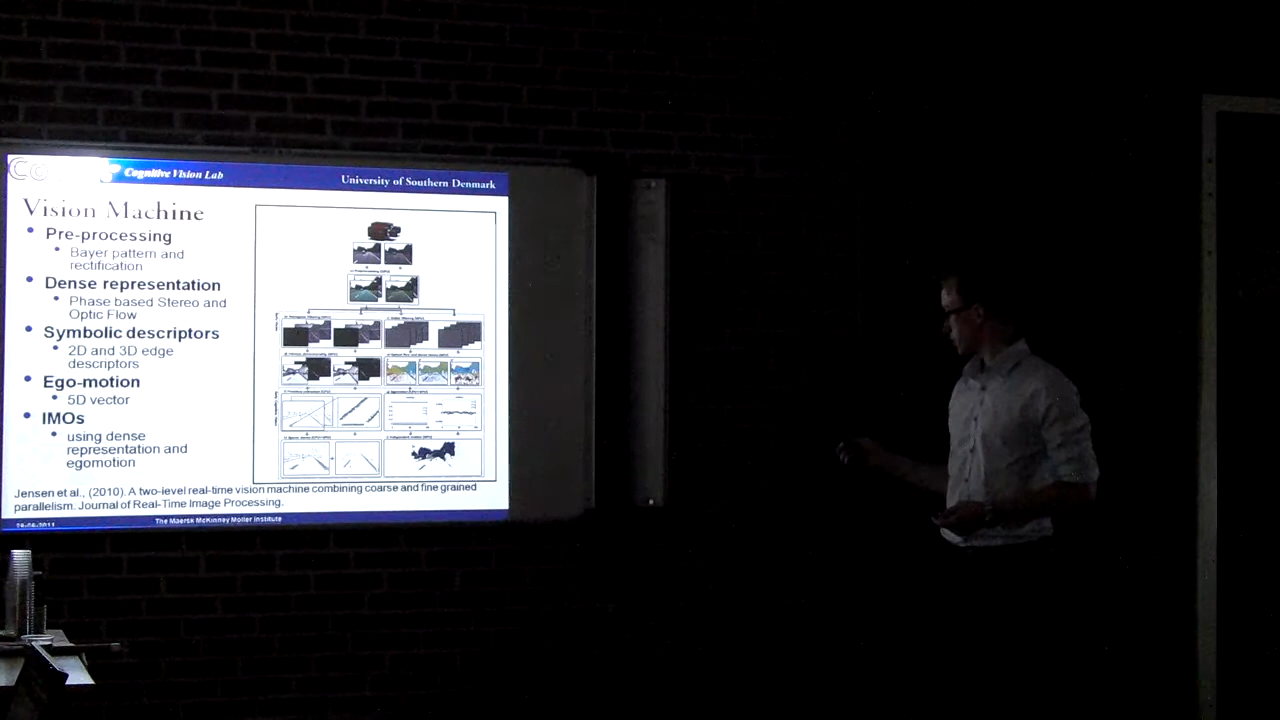 Cognitive Vision Lab
University of Southern Denmark
Vision Machine
Pre-processing
Bayer pattern and
rectification
Dense representation
Phase based Stereo and
Optic Flow
Symbolic descriptors
2D and 3D edge
descriptors
Ego-motion
5D vector
IMOs
using dense
representation and
egomotion
Jensen et al., (2010). A two-level real-time vision machine combining coarse and fine grained
parallelism. Journal of Real-Time Image Processing.
The Maersk McKinney Moller Institute